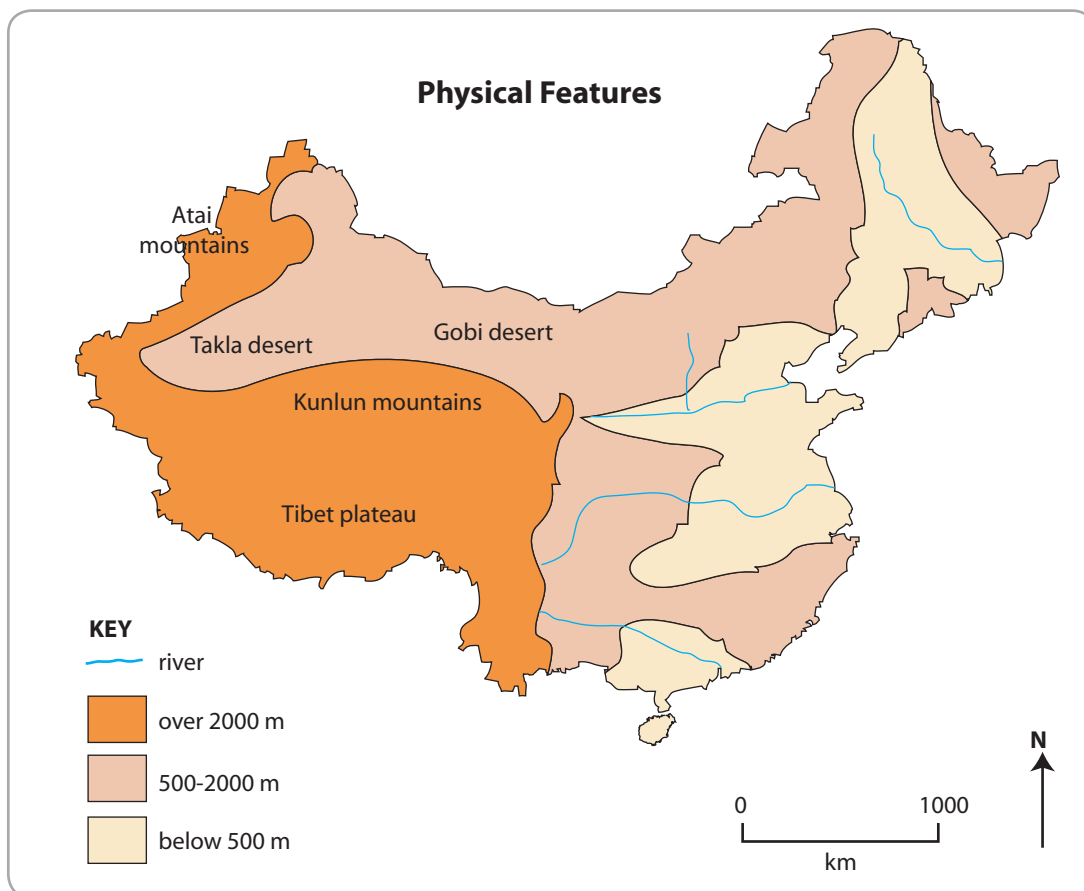 Physical Features
Atai
mountains
Takla desert
Gobi desert
Kunlun mountains
Tibet plateau
KEY
river
over 2000 m
500-2000 m
below 500 m
0 1000
km
N